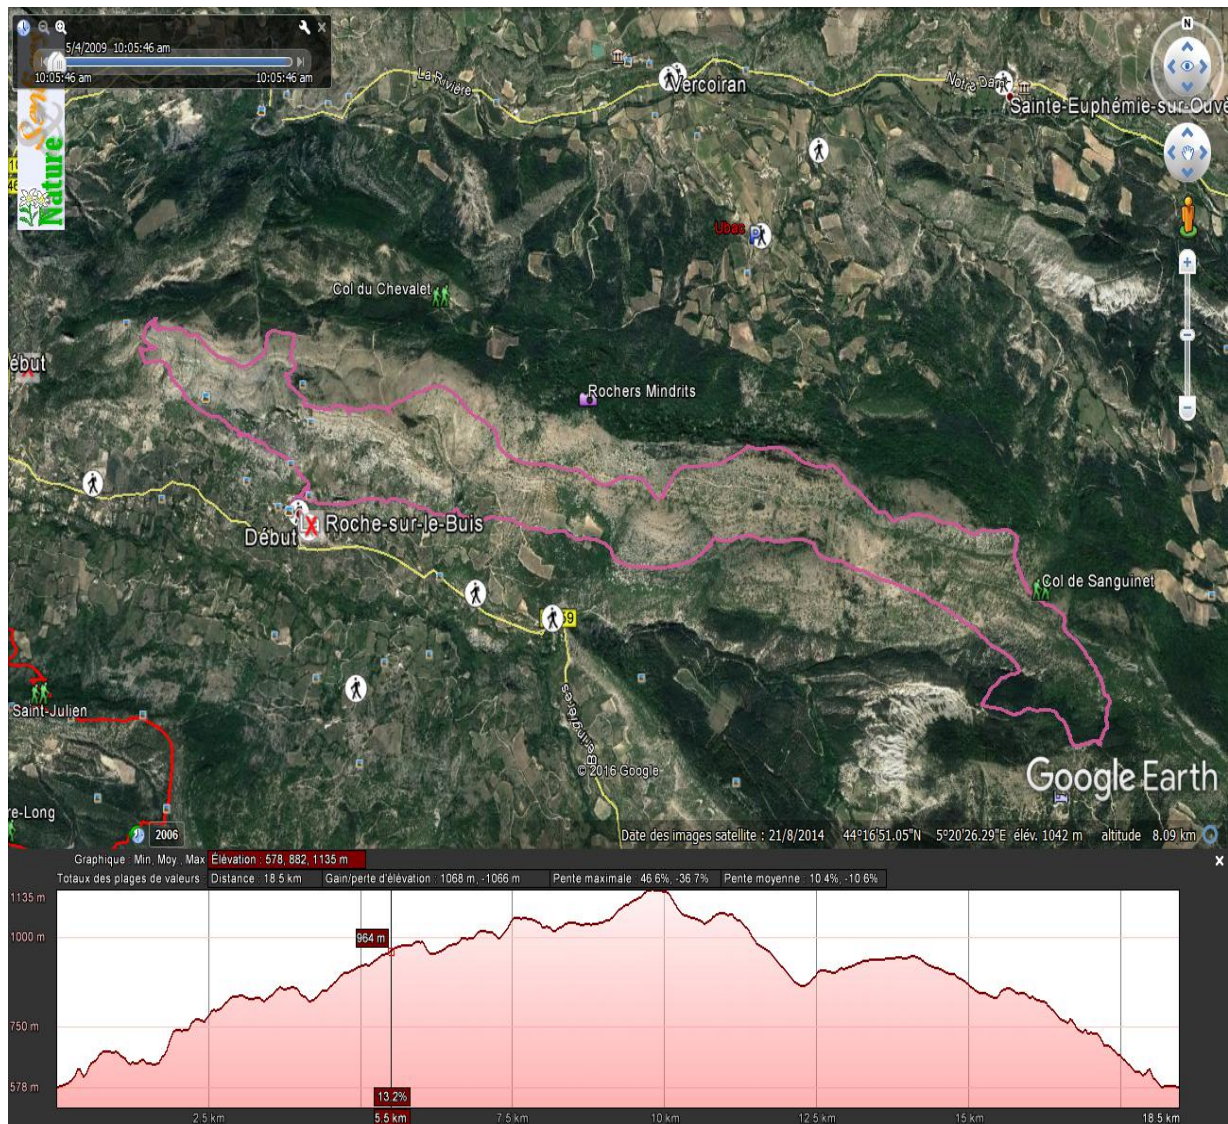 5/4/2009 10:05:46 am
10:05:46 am 10:05:46 am
Nature
La Rivière
Vercoiran
Notre Dam
Sainte-Euphémie-sur-Ouvè
Ubac
Col du Chevalet
ébut
Rochers Mindrits
Roche-sur-le-Buis
Début
Col de Sanguinet
Saint-Julien
© 2016 Google
Google Earth
re-Long
2006
Date des images satellite : 21/8/2014 44°16'51.05"N 5°20'26.29"E élév. 1042 m altitude 8.09 km
Graphique : Min, Moy., Max Élévation : 578, 882, 1135 m
Totaux des plages de valeurs : Distance : 18.5 km Gain/perte d'élévation : 1068 m, -1066 m Pente maximale 46.6%, -36.7% Pente moyenne : 10.4%, -10.6%
1135 m
964 m
1000 m
750 m
578 m
13.2%
2.5 km 5.5 km 7.5 km 10 km 12.5 km 15 km 18.5 km